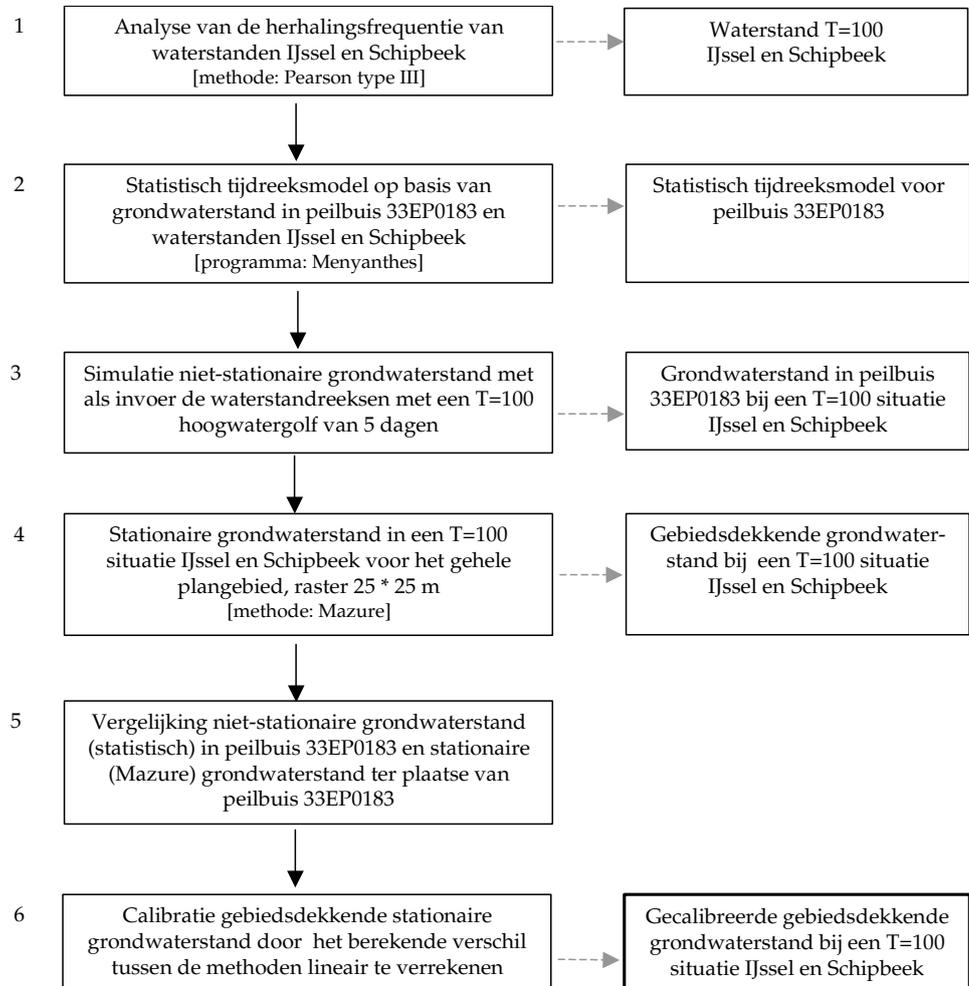 1
Analyse van de herhalingsfrequentie van
waterstanden IJssel en Schipbeek
[methode: Pearson type III]
Waterstand T=100
IJssel en Schipbeek
2
Statistisch tijdreeksmodel op basis van
grondwaterstand in peilbuis 33EP0183 en
waterstanden IJssel en Schipbeek
[programma: Menyanthes]
Statistisch tijdreeksmodel voor
peilbuis 33EP0183
3
Simulatie niet-stationaire grondwaterstand met
als invoer de waterstandreeksen met een T=100
hoogwatergolf van 5 dagen
Grondwaterstand in peilbuis
33EP0183 bij een T=100 situatie
IJssel en Schipbeek
4
Stationaire grondwaterstand in een T=100
situatie IJssel en Schipbeek voor het gehele
plangebied, raster 25 * 25 m
[methode: Mazure]
Gebiedsdekkende grondwater-
stand bij een T=100 situatie
IJssel en Schipbeek
5
Vergelijking niet-stationaire grondwaterstand
(statistisch) in peilbuis 33EP0183 en stationaire
(Mazure) grondwaterstand ter plaatse van
peilbuis 33EP0183
6
Calibratie gebiedsdekkende stationaire
grondwaterstand door het berekende verschil
tussen de methoden lineair te verrekenen
Gecalibreerde gebiedsdekkende
grondwaterstand bij een T=100
situatie IJssel en Schipbeek